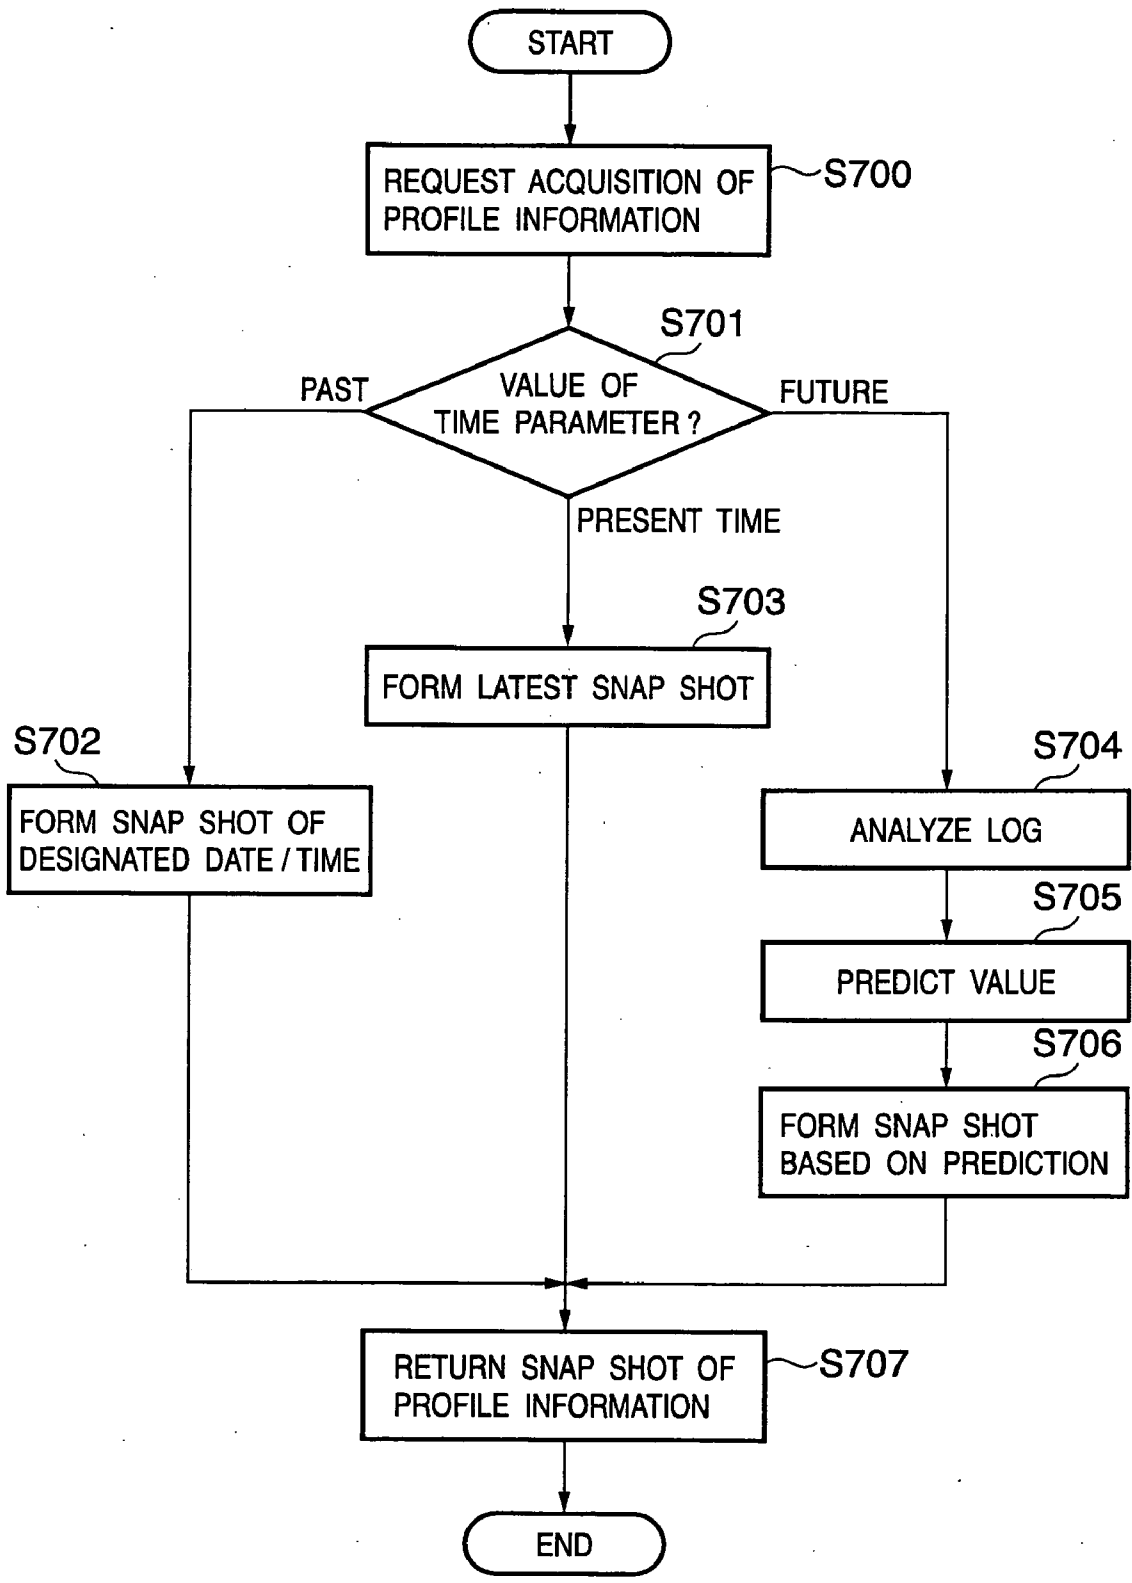 START
REQUEST ACQUISITION OF
PROFILE INFORMATION
S700
S701
VALUE OF
TIME PARAMETER?
PAST
FUTURE
PRESENT TIME
S703
FORM LATEST SNAP SHOT
S702
FORM SNAP SHOT OF
DESIGNATED DATE/TIME
S704
ANALYZE LOG
S705
PREDICT VALUE
S706
FORM SNAP SHOT
BASED ON PREDICTION
RETURN SNAP SHOT OF
PROFILE INFORMATION
S707
END